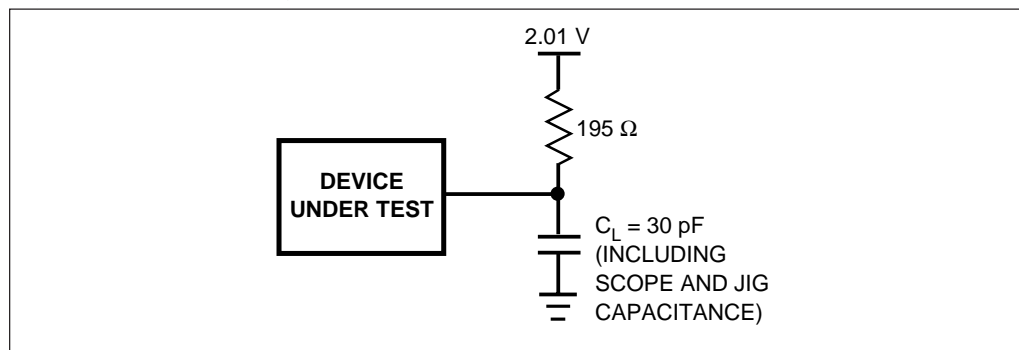 2.01 V
195 Ω
DEVICE
UNDER TEST
C_L = 30 pF
(INCLUDING
SCOPE AND JIG
CAPACITANCE)